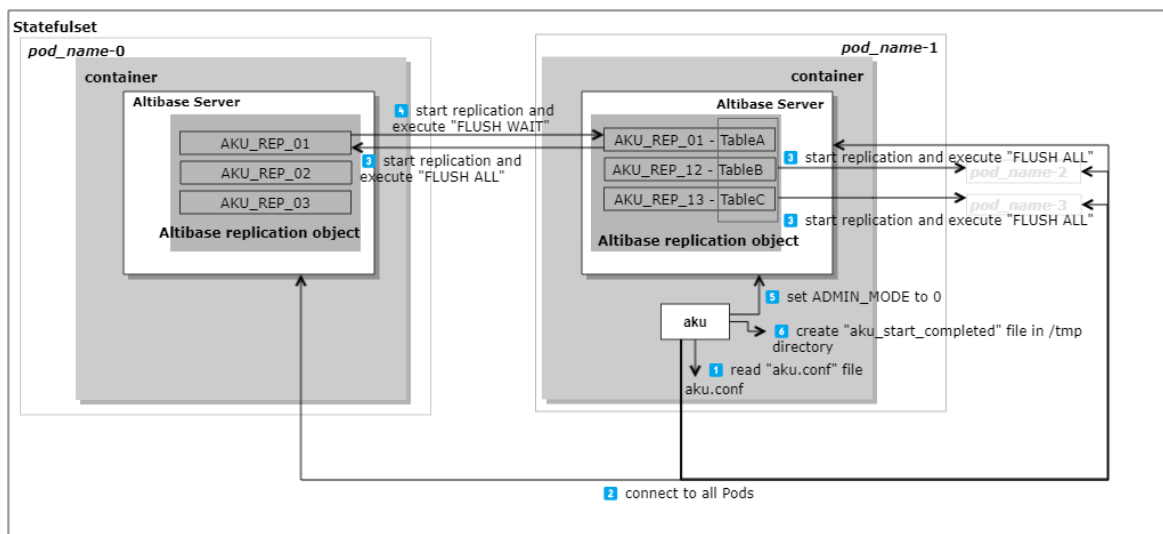 Statefulset
pod_name-0
container
Altibase Server
AKU_REP_01
AKU_REP_02
AKU_REP_03
Altibase replication object
4 start replication and
execute "FLUSH WAIT"
3 start replication and
execute "FLUSH ALL"
pod_name-1
container
Altibase Server
AKU_REP_01 - TableA
AKU_REP_12 - TableB
AKU_REP_13 - TableC
Altibase replication object
3 start replication and execute "FLUSH ALL"
pod_name-2
pod_name-3
3 start replication and execute "FLUSH ALL"
5 set ADMIN_MODE to 0
aku
6 create "aku_start_completed" file in /tmp
directory
1 read "aku.conf" file
aku.conf
2 connect to all Pods